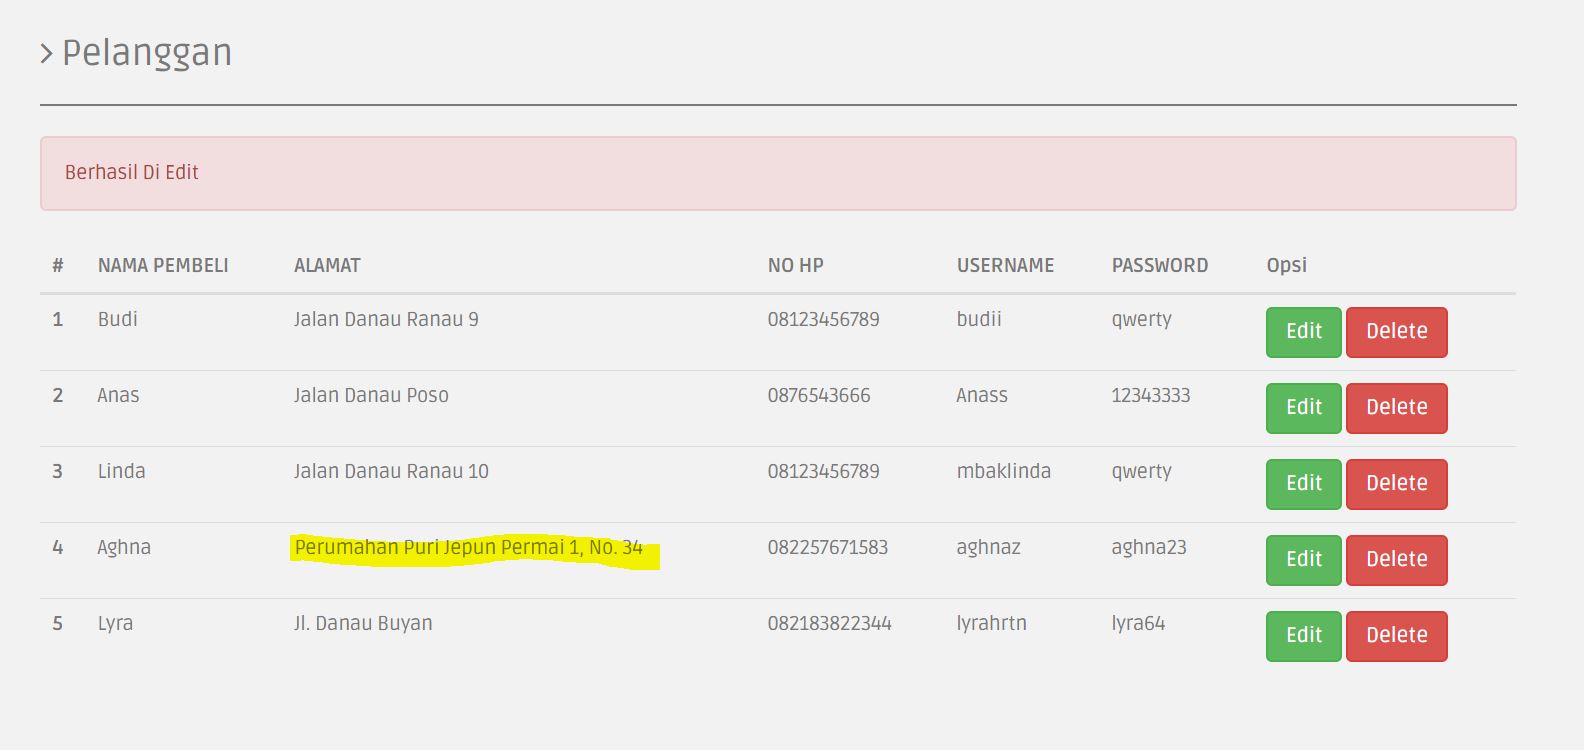 > Pelanggan
Berhasil Di Edit
# NAMA PEMBELI ALAMAT NO HP USERNAME PASSWORD Opsi
1 Budi Jalan Danau Ranau 9 08123456789 budii qwerty Edit Delete
2 Anas Jalan Danau Poso 0876543666 Anass 12343333 Edit Delete
3 Linda Jalan Danau Ranau 10 08123456789 mbaklinda qwerty Edit Delete
4 Aghna Perumahan Puri Jepun Permai 1, No. 34 082257671583 aghnaz aghna23 Edit Delete
5 Lyra Jl. Danau Buyan 082183822344 lyrahrtn lyra64 Edit Delete